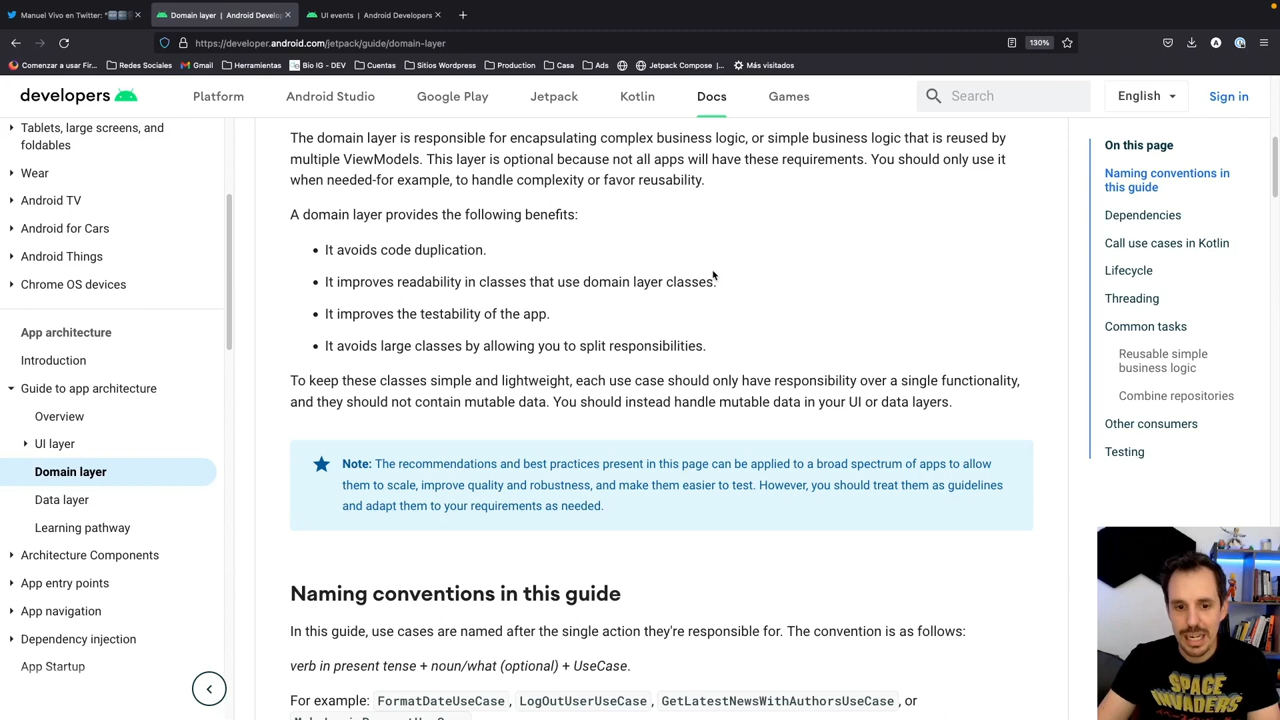 Manuel Vivo en Twitter: "
Domain layer | Android Develop
UI events | Android Developers
https://developer.android.com/jetpack/guide/domain-layer
130%
Comenzar a usar Fir...
Redes Sociales
Gmail
Herramientas
Bio IG - DEV
Cuentas
Sitios Wordpress
Production
Casa
Ads
Jetpack Compose |...
Más visitados
developers
Platform
Android Studio
Google Play
Jetpack
Kotlin
Docs
Games
Search
English
Sign in
Tablets, large screens, and
foldables
Wear
Android TV
Android for Cars
Android Things
Chrome OS devices
App architecture
Introduction
Guide to app architecture
Overview
UI layer
Domain layer
Data layer
Learning pathway
Architecture Components
App entry points
App navigation
Dependency injection
App Startup
The domain layer is responsible for encapsulating complex business logic, or simple business logic that is reused by
multiple ViewModels. This layer is optional because not all apps will have these requirements. You should only use it
when needed-for example, to handle complexity or favor reusability.
A domain layer provides the following benefits:
• It avoids code duplication.
• It improves readability in classes that use domain layer classes.
• It improves the testability of the app.
• It avoids large classes by allowing you to split responsibilities.
To keep these classes simple and lightweight, each use case should only have responsibility over a single functionality,
and they should not contain mutable data. You should instead handle mutable data in your UI or data layers.
Note: The recommendations and best practices present in this page can be applied to a broad spectrum of apps to allow
them to scale, improve quality and robustness, and make them easier to test. However, you should treat them as guidelines
and adapt them to your requirements as needed.
Naming conventions in this guide
In this guide, use cases are named after the single action they're responsible for. The convention is as follows:
verb in present tense + noun/what (optional) + UseCase.
For example: FormatDateUseCase, LogOutUserUseCase, GetLatestNewsWithAuthorsUseCase, or
On this page
Naming conventions in
this guide
Dependencies
Call use cases in Kotlin
Lifecycle
Threading
Common tasks
Reusable simple
business logic
Combine repositories
Other consumers
Testing
SPACE
INVADERS